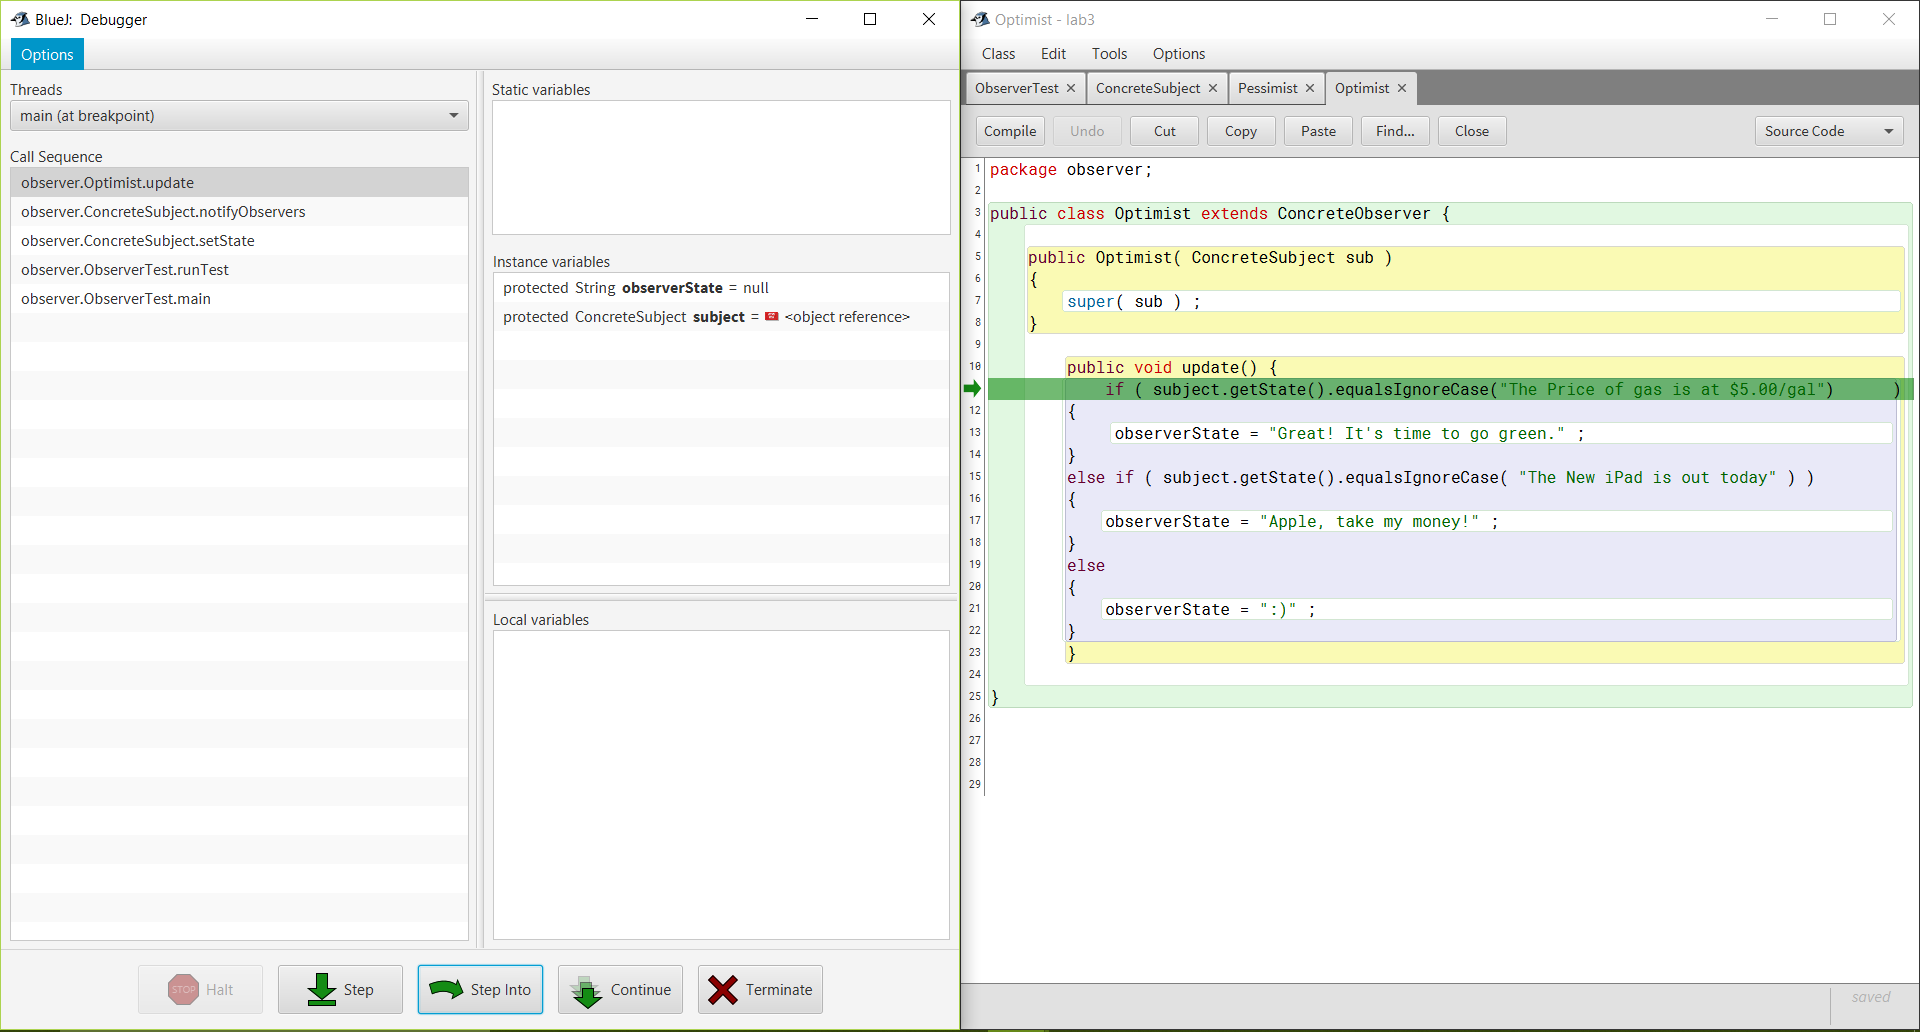 BlueJ: Debugger
Options
Threads
main (at breakpoint)
Call Sequence
observer.Optimist.update
observer.ConcreteSubject.notifyObservers
observer.ConcreteSubject.setState
observer.ObserverTest.runTest
observer.ObserverTest.main
Static variables
Instance variables
protected String observerState = null
protected ConcreteSubject subject = <object reference>
Local variables
STOP Halt
Step
Step Into
Continue
Terminate
Optimist - lab3
Class Edit Tools Options
ObserverTest ✕ ConcreteSubject ✕ Pessimist ✕ Optimist ✕
Compile Undo Cut Copy Paste Find... Close Source Code
1 package observer;
2
3 public class Optimist extends ConcreteObserver {
4
5 public Optimist( ConcreteSubject sub )
6 {
7 super( sub ) ;
8 }
9
10 public void update() {
if ( subject.getState().equalsIgnoreCase("The Price of gas is at $5.00/gal") )
12 {
13 observerState = "Great! It's time to go green." ;
14 }
15 else if ( subject.getState().equalsIgnoreCase( "The New iPad is out today" ) )
16 {
17 observerState = "Apple, take my money!" ;
18 }
19 else
20 {
21 observerState = ":)" ;
22 }
23 }
24
25 }
26
27
28
29
saved